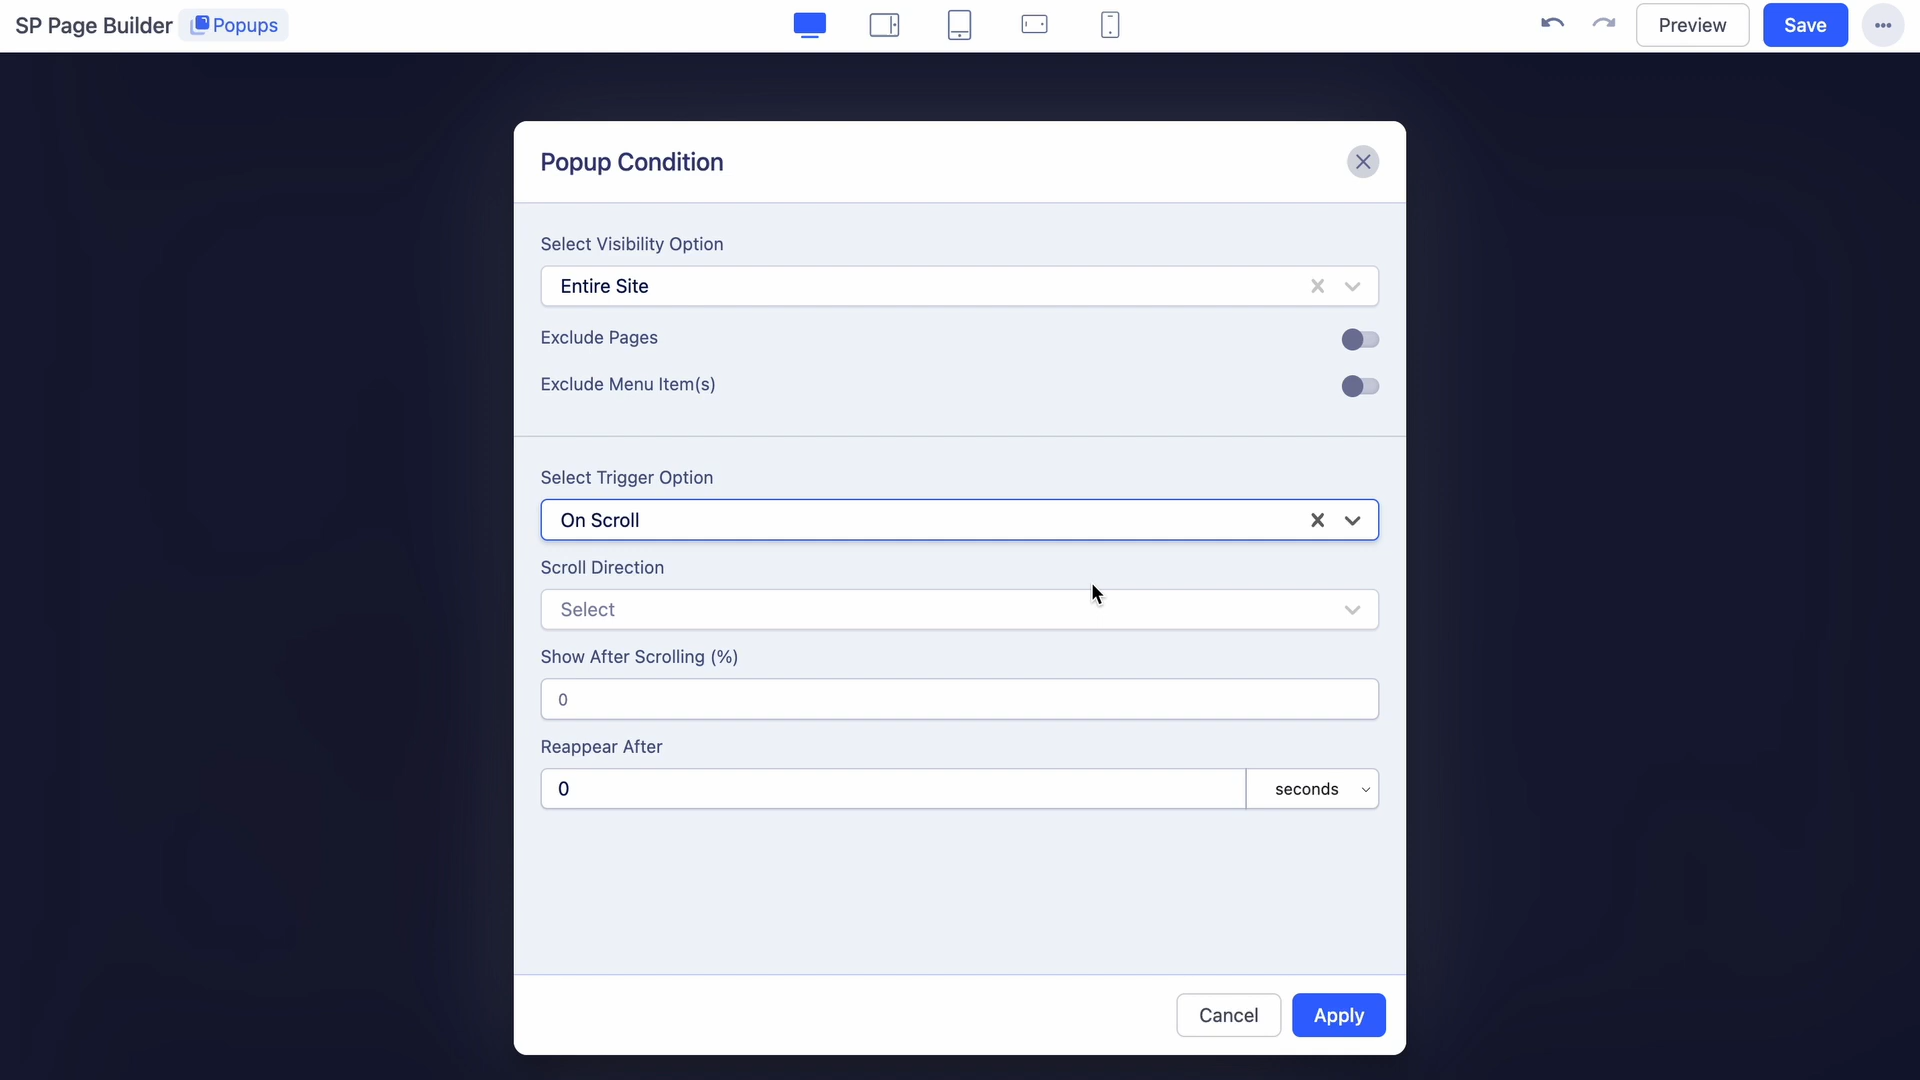 SP Page Builder Popups Preview Save
Popup Condition
Select Visibility Option
Entire Site
Exclude Pages
Exclude Menu Item(s)
Select Trigger Option
On Scroll
Scroll Direction
Select
Show After Scrolling (%)
0
Reappear After
0 seconds
Cancel Apply